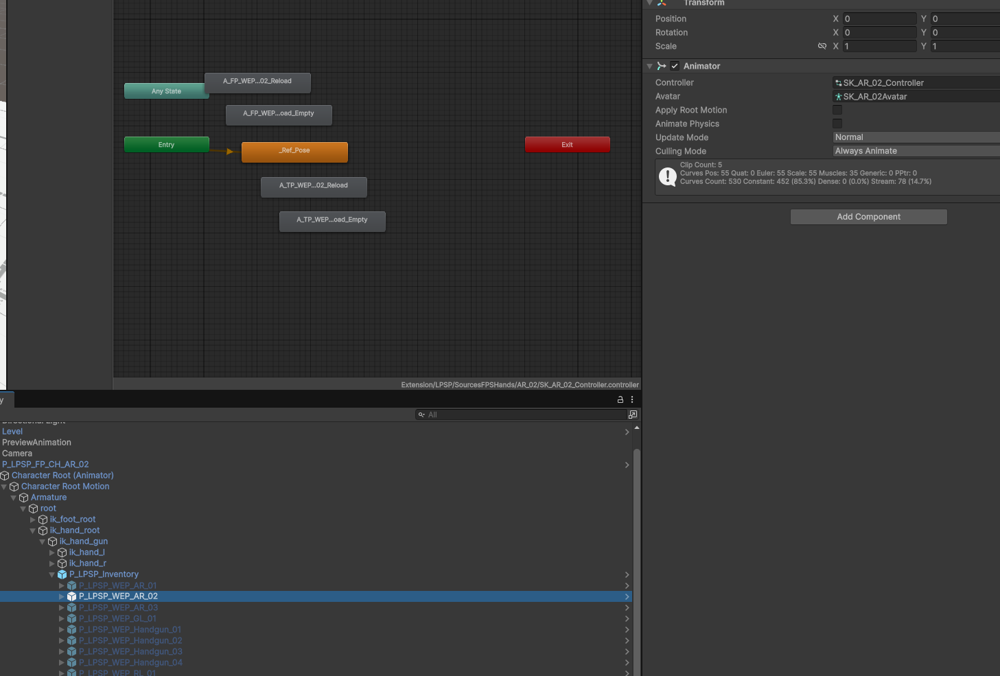 Transform
Position X 0 Y 0
Rotation X 0 Y 0
Scale X 1 Y 1
Animator
Controller SK_AR_02_Controller
Avatar SK_AR_02Avatar
Apply Root Motion
Animate Physics
Update Mode Normal
Culling Mode Always Animate
Clip Count: 5
Curves Pos: 55 Quat: 0 Euler: 55 Scale: 55 Muscles: 35 Generic: 0 PPtr: 0
Curves Count: 530 Constant: 452 (85.3%) Dense: 0 (0.0%) Stream: 78 (14.7%)
Add Component
A_FP_WEP...02_Reload
Any State
A_FP_WEP...oad_Empty
Entry
_Ref_Pose
Exit
A_TP_WEP...02_Reload
A_TP_WEP...oad_Empty
Extension/LPSP/SourcesFPSHands/AR_02/SK_AR_02_Controller.controller
y
All
Directional Light
Level
PreviewAnimation
Camera
P_LPSP_FP_CH_AR_02
Character Root (Animator)
Character Root Motion
Armature
root
ik_foot_root
ik_hand_root
ik_hand_gun
ik_hand_l
ik_hand_r
P_LPSP_Inventory
P_LPSP_WEP_AR_01
P_LPSP_WEP_AR_02
P_LPSP_WEP_AR_03
P_LPSP_WEP_GL_01
P_LPSP_WEP_Handgun_01
P_LPSP_WEP_Handgun_02
P_LPSP_WEP_Handgun_03
P_LPSP_WEP_Handgun_04
P_LPSP_WEP_RL_01